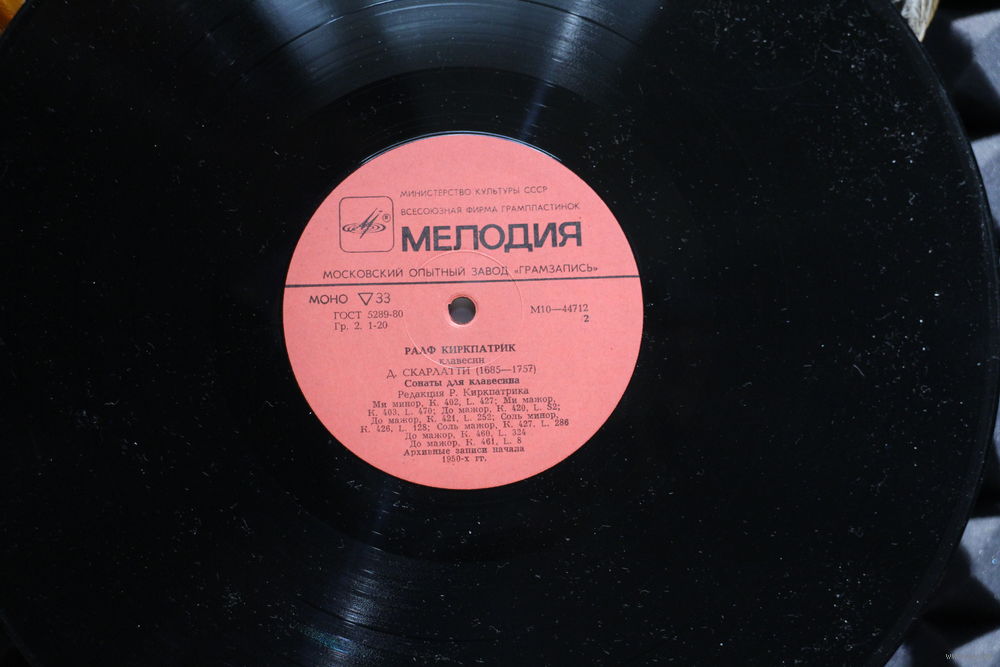 МИНИСТЕРСТВО КУЛЬТУРЫ СССР
ВСЕСОЮЗНАЯ ФИРМА ГРАМПЛАСТИНОК
®
МЕЛОДИЯ
МОСКОВСКИЙ ОПЫТНЫЙ ЗАВОД «ГРАМЗАПИСЬ»
МОНО ▽ 33
ГОСТ 5289-80
Гр. 2. 1-20
М10—44712
2
РАЛФ КИРКПАТРИК
клавесин
Д. СКАРЛАТТИ (1685—1757)
Сонаты для клавесина
Редакция Р. Киркпатрика
Ми минор, K. 402, L. 427; Ми мажор,
K. 403, L. 470; До мажор, K. 420, L. S2;
До мажор, K. 421, L. 252; Соль минор,
K. 426, L. 128; Соль мажор, K. 427, L. 286
До мажор, K. 460, L. 324
До мажор, K. 461, L. 8
Архивные записи начала
1950-х гг.